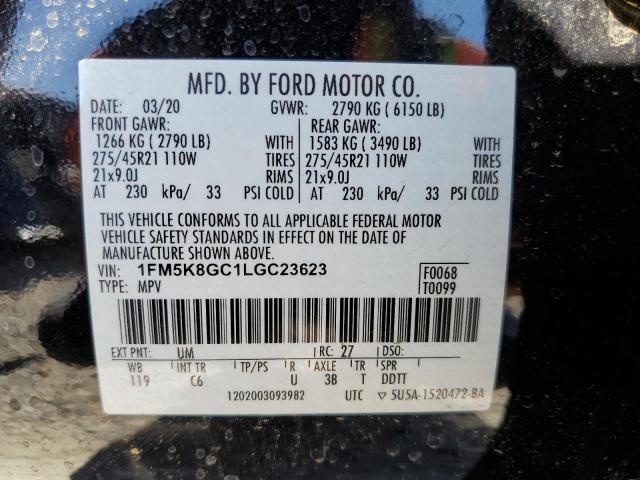 MFD. BY FORD MOTOR CO.
DATE: 03/20 GVWR: 2790 KG ( 6150 LB)
FRONT GAWR: REAR GAWR:
1266 KG ( 2790 LB) WITH 1583 KG ( 3490 LB) WITH
275/45R21 110W TIRES 275/45R21 110W TIRES
21x9.0J RIMS 21x9.0J RIMS
AT 230 kPa/ 33 PSI COLD AT 230 kPa/ 33 PSI COLD
THIS VEHICLE CONFORMS TO ALL APPLICABLE FEDERAL MOTOR
VEHICLE SAFETY STANDARDS IN EFFECT ON THE DATE OF
MANUFACTURE SHOWN ABOVE.
VIN: 1FM5K8GC1LGC23623 F0068
TYPE: MPV T0099
EXT PNT: UM RC: 27 DSO:
WB INT TR TP/PS R AXLE TR SPR
119 C6 U 3B T DDTT
1202003093982 UTC ▽ 5U5A-1520472-BA